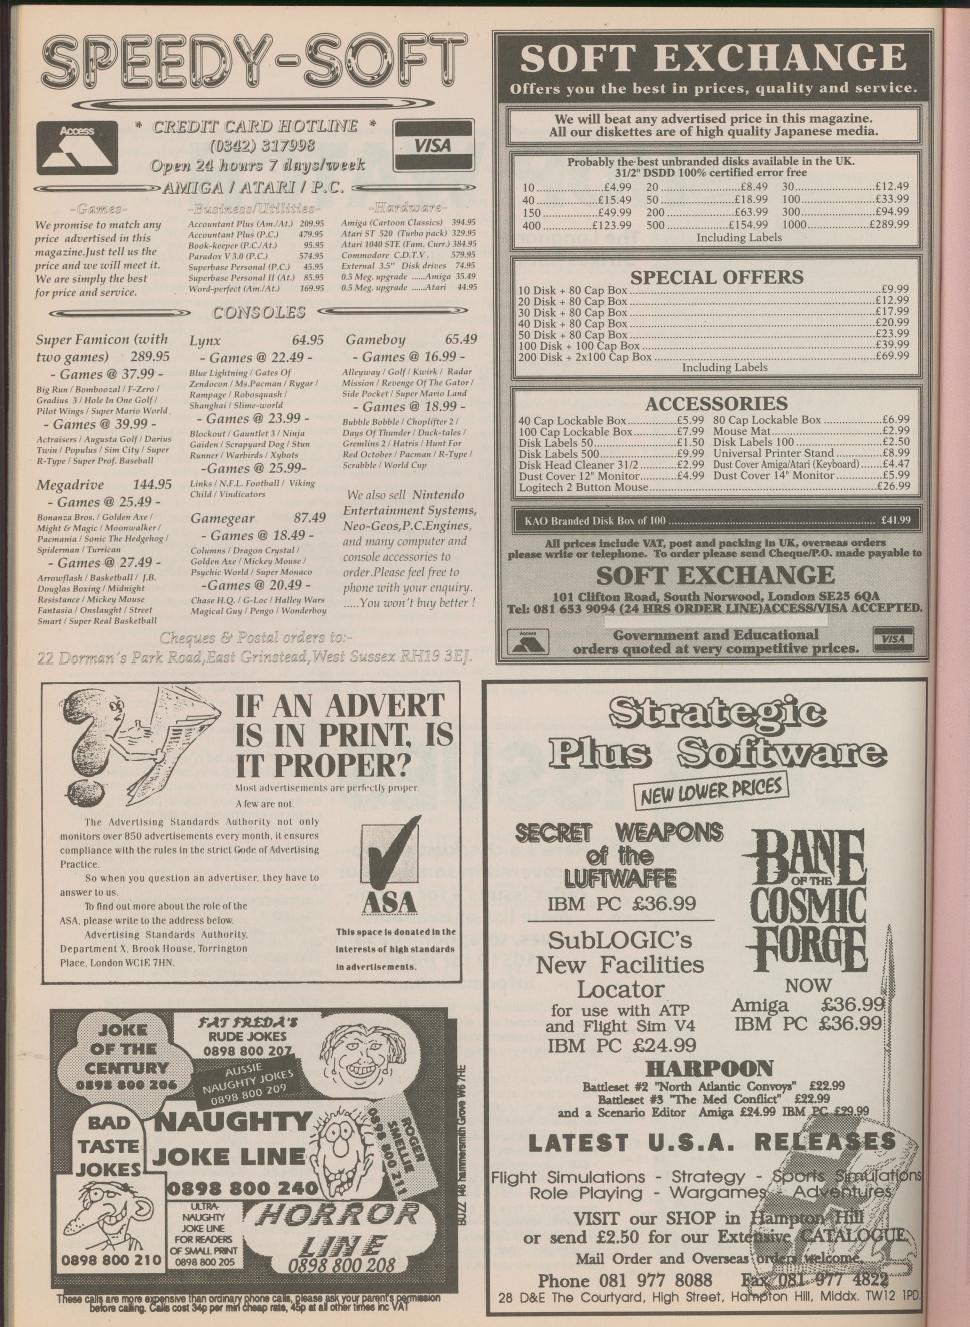 SPEEDY-SOFT
Access
* CREDIT CARD HOTLINE *
(0342) 317998
Open 24 hours 7 days/week
VISA
AMIGA / ATARI / P.C.
-Games-
We promise to match any
price advertised in this
magazine.Just tell us the
price and we will meet it.
We are simply the best
for price and service.
-Business/Utilities-
Accountant Plus (Am./At.) 209.95
Accountant Plus (P.C.) 479.95
Book-keeper (P.C./At.) 95.95
Paradox V 3.0 (P.C.) 574.95
Superbase Personal (P.C.) 45.95
Superbase Personal II (At.) 85.95
Word-perfect (Am./At.) 169.95
-Hardware-
Amiga (Cartoon Classics) 394.95
Atari ST 520 (Turbo pack) 329.95
Atari 1040 STE (Fam. Curr.) 384.95
Commodore C.D.T.V. 579.95
External 3.5" Disk drives 74.95
0.5 Meg. upgrade ......Amiga 35.49
0.5 Meg. upgrade ......Atari 44.95
CONSOLES
Super Famicon (with
two games) 289.95
- Games @ 37.99 -
Big Run / Bomboozal / F-Zero /
Gradius 3 / Hole In One Golf /
Pilot Wings / Super Mario World
- Games @ 39.99 -
Actraisers / Augusta Golf / Darius
Twin / Populus / Sim City / Super
R-Type / Super Prof. Baseball
Megadrive 144.95
- Games @ 25.49 -
Bonanza Bros. / Golden Axe /
Might & Magic / Moonwalker /
Pacmania / Sonic The Hedgehog /
Spiderman / Turrican
- Games @ 27.49 -
Arrowflash / Basketball / J.B.
Douglas Boxing / Midnight
Resistance / Mickey Mouse
Fantasia / Onslaught / Street
Smart / Super Real Basketball
Lynx 64.95
- Games @ 22.49 -
Blue Lightning / Gates Of
Zendocon / Ms.Pacman / Rygar /
Rampage / Robosquash /
Shanghai / Slime-world
- Games @ 23.99 -
Blockout / Gauntlet 3 / Ninja
Gaiden / Scrapyard Dog / Stun
Runner / Warbirds / Xybots
-Games @ 25.99-
Links / N.F.L. Football / Viking
Child / Vindicators
Gamegear 87.49
- Games @ 18.49 -
Columns / Dragon Crystal /
Golden Axe / Mickey Mouse /
Psychic World / Super Monaco
-Games @ 20.49 -
Chase H.Q. / G-Loc / Halley Wars
Magical Guy / Pengo / Wonderboy
Gameboy 65.49
- Games @ 16.99 -
Alleyway / Golf / Kwirk / Radar
Mission / Revenge Of The Gator /
Side Pocket / Super Mario Land
- Games @ 18.99 -
Bubble Bobble / Choplifter 2 /
Days Of Thunder / Duck-tales /
Gremlins 2 / Hatris / Hunt For
Red October / Pacman / R-Type /
Scrabble / World Cup
We also sell Nintendo
Entertainment Systems,
Neo-Geos,P.C.Engines,
and many computer and
console accessories to
order.Please feel free to
phone with your enquiry.
.....You won't buy better !
Cheques & Postal orders to:-
22 Dorman's Park Road,East Grinstead,West Sussex RH19 3EJ.
SOFT EXCHANGE
Offers you the best in prices, quality and service.
We will beat any advertised price in this magazine.
All our diskettes are of high quality Japanese media.
Probably the best unbranded disks available in the UK.
31/2" DSDD 100% certified error free
10 ....................£4.99 20 ....................£8.49 30....................£12.49
40 ....................£15.49 50 ....................£18.99 100....................£33.99
150 ....................£49.99 200 ....................£63.99 300....................£94.99
400 ....................£123.99 500 ....................£154.99 1000....................£289.99
Including Labels
SPECIAL OFFERS
10 Disk + 80 Cap Box ....................£9.99
20 Disk + 80 Cap Box ....................£12.99
30 Disk + 80 Cap Box ....................£17.99
40 Disk + 80 Cap Box ....................£20.99
50 Disk + 80 Cap Box ....................£23.99
100 Disk + 100 Cap Box ....................£39.99
200 Disk + 2x100 Cap Box ....................£69.99
Including Labels
ACCESSORIES
40 Cap Lockable Box..........£5.99 80 Cap Lockable Box ..........£6.99
100 Cap Lockable Box..........£7.99 Mouse Mat..........£2.99
Disk Labels 50..........£1.50 Disk Labels 100 ..........£2.50
Disk Labels 500..........£9.99 Universal Printer Stand ..........£8.99
Disk Head Cleaner 31/2..........£2.99 Dust Cover Amiga/Atari (Keyboard)......£4.47
Dust Cover 12" Monitor..........£4.99 Dust Cover 14" Monitor..........£5.99
Logitech 2 Button Mouse....................£26.99
KAO Branded Disk Box of 100 .................... £41.99
All prices include VAT, post and packing in UK, overseas orders
please write or telephone. To order please send Cheque/P.O. made payable to
SOFT EXCHANGE
101 Clifton Road, South Norwood, London SE25 6QA
Tel: 081 653 9094 (24 HRS ORDER LINE)ACCESS/VISA ACCEPTED.
Access
Government and Educational
orders quoted at very competitive prices.
VISA
IF AN ADVERT
IS IN PRINT, IS
IT PROPER?
Most advertisements are perfectly proper.
A few are not.
The Advertising Standards Authority not only
monitors over 850 advertisements every month, it ensures
compliance with the rules in the strict Code of Advertising
Practice.
So when you question an advertiser, they have to
answer to us.
To find out more about the role of the
ASA, please write to the address below.
Advertising Standards Authority,
Department X, Brook House, Torrington
Place, London WC1E 7HN.
ASA
This space is donated in the
interests of high standards
in advertisements.
JOKE
OF THE
CENTURY
0898 800 206
FAT FREDA'S
RUDE JOKES
0898 800 207
AUSSIE
NAUGHTY JOKES
0898 800 209
BAD
TASTE
JOKES
0898 800 210
NAUGHTY
JOKE LINE
0898 800 240
ROGER
MELLIE
0898 800 211
ULTRA-
NAUGHTY
JOKE LINE
FOR READERS
OF SMALL PRINT
0898 800 205
HORROR
LINE
0898 800 208
BUZZ 146 hammersmith Grove W6 7HE
These calls are more expensive than ordinary phone calls, please ask your parent's permission
before calling. Calls cost 34p per min cheap rate, 45p at all other times inc VAT
Strategic
Plus Software
NEW LOWER PRICES
SECRET WEAPONS
of the
LUFTWAFFE
IBM PC £36.99
SubLOGIC's
New Facilities
Locator
for use with ATP
and Flight Sim V4
IBM PC £24.99
BANE
OF THE
COSMIC
FORGE
NOW
Amiga £36.99
IBM PC £36.99
HARPOON
Battleset #2 "North Atlantic Convoys" £22.99
Battleset #3 "The Med Conflict" £22.99
and a Scenario Editor Amiga £24.99 IBM PC £29.99
LATEST U.S.A. RELEASES
Flight Simulations - Strategy - Sports Simulations
Role Playing - Wargames - Adventures
VISIT our SHOP in Hampton Hill
or send £2.50 for our Extensive CATALOGUE
Mail Order and Overseas orders welcome.
Phone 081 977 8088 Fax 081 977 4822
28 D&E The Courtyard, High Street, Hampton Hill, Middx. TW12 1PD